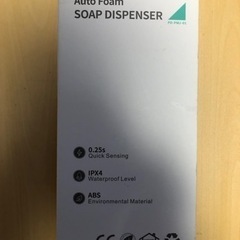 Auto Foam
SOAP DISPENSER
0.25s
Quick Sensing
IPX4
Waterproof Level
ABS
Environmental Material